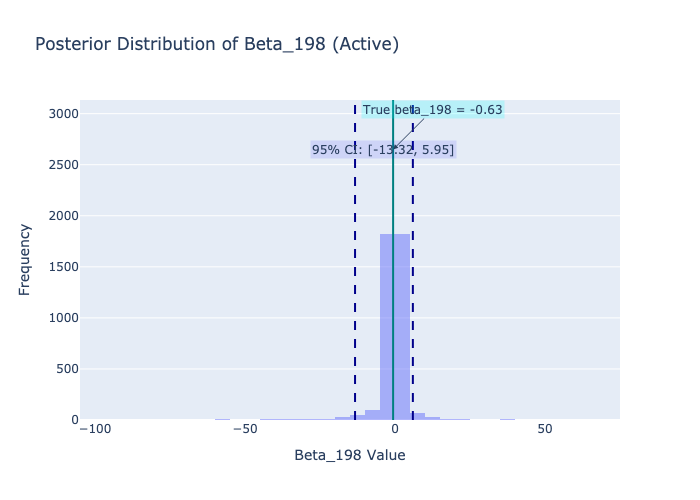 Posterior Distribution of Beta_198 (Active)
True beta_198 = -0.63
95% CI: [-13.32, 5.95]
3000
2500
2000
1500
1000
500
0
Frequency
−100
−50
0
50
Beta_198 Value